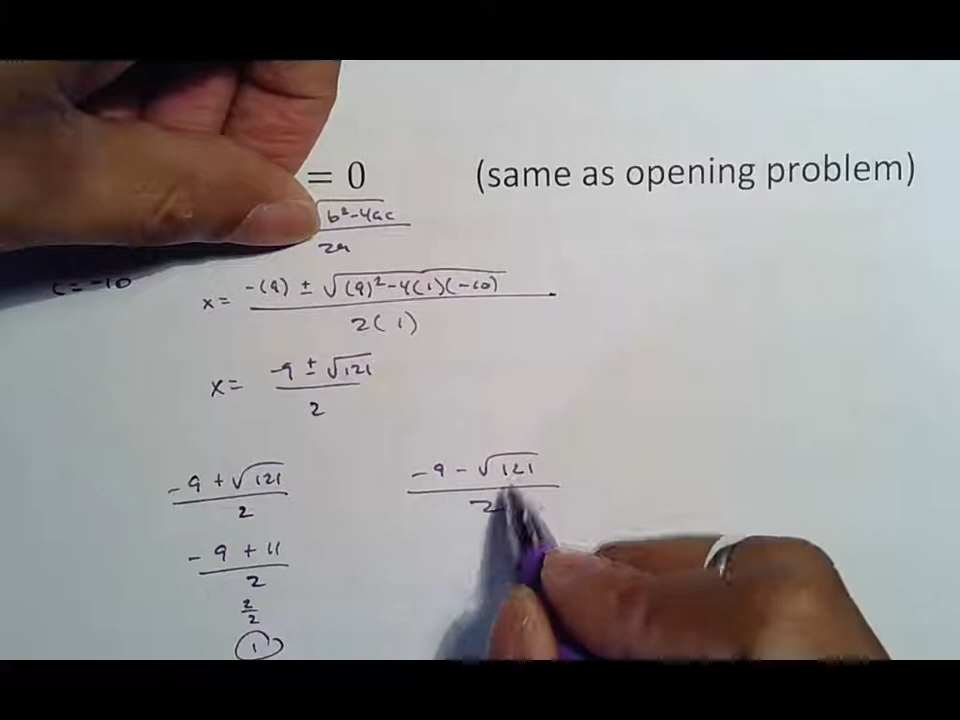 = 0 (same as opening problem)
√b²-4ac
2a
c = -10
x = -(9) ± √(9)²-4(1)(-10)
2(1)
x = -9 ± √121
2
-9 + √121
2
-9 - √121
2
-9 + 11
2
2
2
1